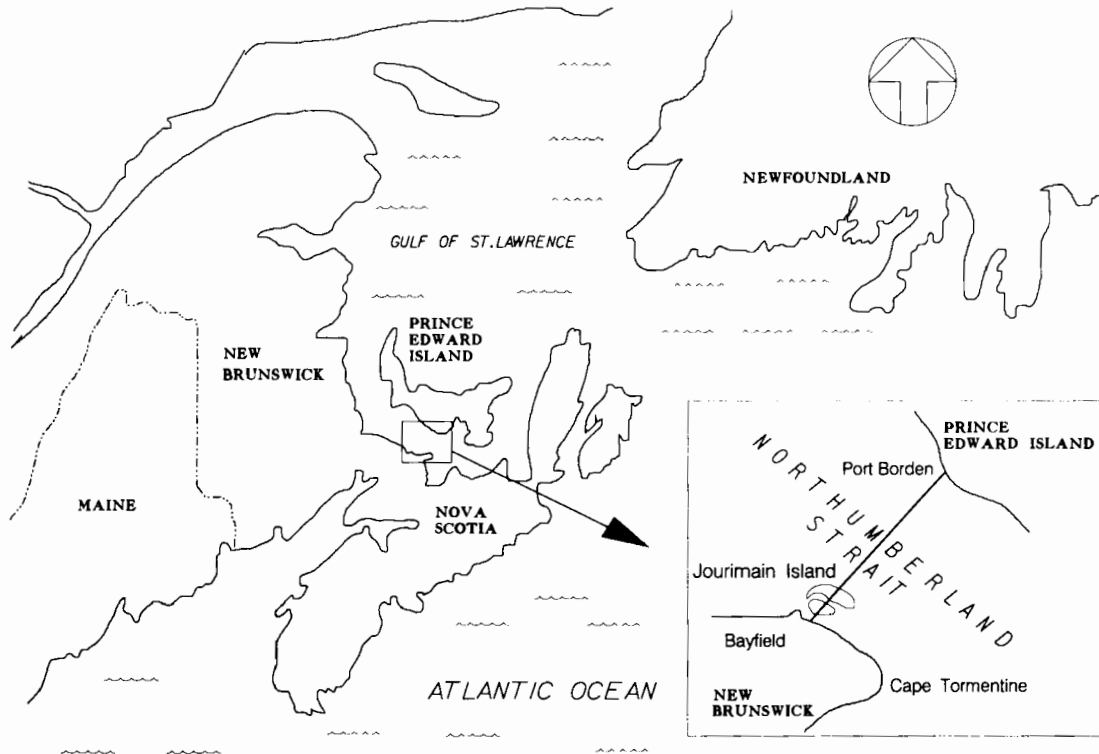 NEWFOUNDLAND
GULF OF ST.LAWRENCE
PRINCE
EDWARD
ISLAND
NEW
BRUNSWICK
MAINE
NOVA
SCOTIA
ATLANTIC OCEAN
PRINCE
EDWARD ISLAND
Port Borden
NORTHUMBERLAND
STRAIT
Jourimain Island
Bayfield
Cape Tormentine
NEW
BRUNSWICK